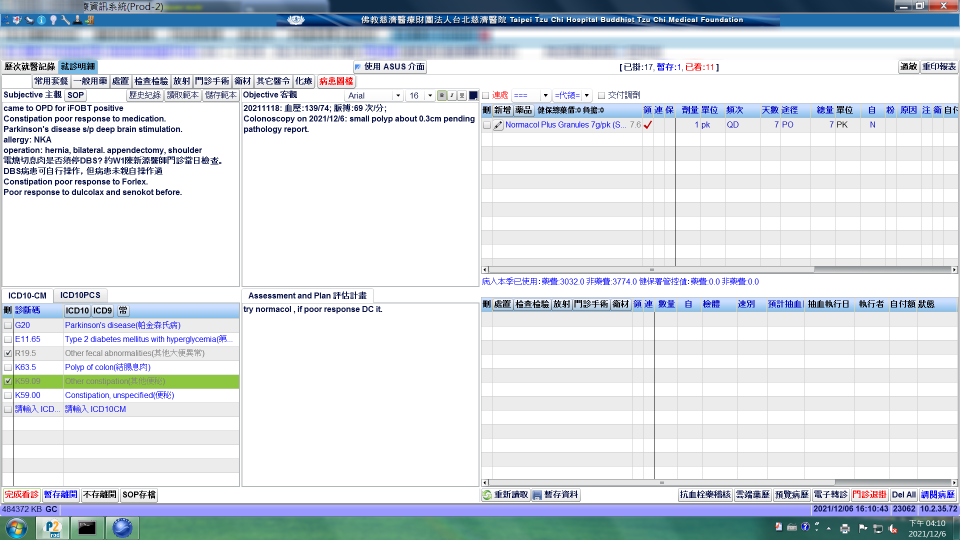 療資訊系統(Prod-2)
佛教慈濟醫療財團法人台北慈濟醫院 Taipei Tzu Chi Hospital Buddhist Tzu Chi Medical Foundation
歷次就醫記錄 就診明細 使用 ASUS 介面 [已掛:17, 暫存:1, 已看:11] 過敏 重印報表
常用套餐 一般用藥 處置 檢查檢驗 放射 門診手術 衛材 其它醫令 化療 病患圖檔
Subjective 主觀 SOP 歷史紀錄 讀取範本 儲存範本
came to OPD for iFOBT positive
Constipation poor response to medication.
Parkinson's disease s/p deep brain stimulation.
allergy: NKA
operation: hernia, bilateral. appendectomy, shoulder
電燒切息肉是否須停DBS? 約W1陳新源醫師門診當日檢查。
DBS病患可自行操作, 但病患未親自操作過
Constipation poor response to Forlex.
Poor response to dulcolax and senokot before.
Objective 客觀 Arial 16 B I Y
20211118: 血壓:139/74; 脈搏:69 次/分;
Colonoscopy on 2021/12/6: small polyp about 0.3cm pending
pathology report.
連處 === =代碼= 交付調劑
刪 新增 藥品 健保總藥價:0 時擔:0 領 連 保 劑量 單位 頻次 天數 途徑 總量 單位 自 粉 原因 注 衛 自付
Normacol Plus Granules 7g/pk (S... 7.6 1 pk QD 7 PO 7 PK N
病人本季已使用:藥費:3032.0 非藥費:3774.0 健保署管控值:藥費:0.0 非藥費:0.0
ICD10-CM ICD10PCS
刪 診斷碼 ICD10 ICD9 常
G20 Parkinson's disease(帕金森氏病)
E11.65 Type 2 diabetes mellitus with hyperglycemia(第...
R19.5 Other fecal abnormalities(其他大便異常)
K63.5 Polyp of colon(結腸息肉)
K59.09 Other constipation(其他便秘)
K59.00 Constipation, unspecified(便秘)
請輸入 ICD... 請輸入 ICD10CM
Assessment and Plan 評估計畫
try normacol , if poor response DC it.
刪 處置 檢查檢驗 放射 門診手術 衛材 領 連 數量 自 檢體 速別 預計抽血 抽血執行日 執行者 自付額 狀態
完成看診 暫存離開 不存離開 SOP存檔
重新讀取 暫存資料 抗血栓藥稽核 雲端藥歷 預覽病歷 電子轉診 門診退掛 Del All 調閱病歷
484372 KB GC 2021/12/06 16:10:43 23062 10.2.35.72
下午 04:10
2021/12/6